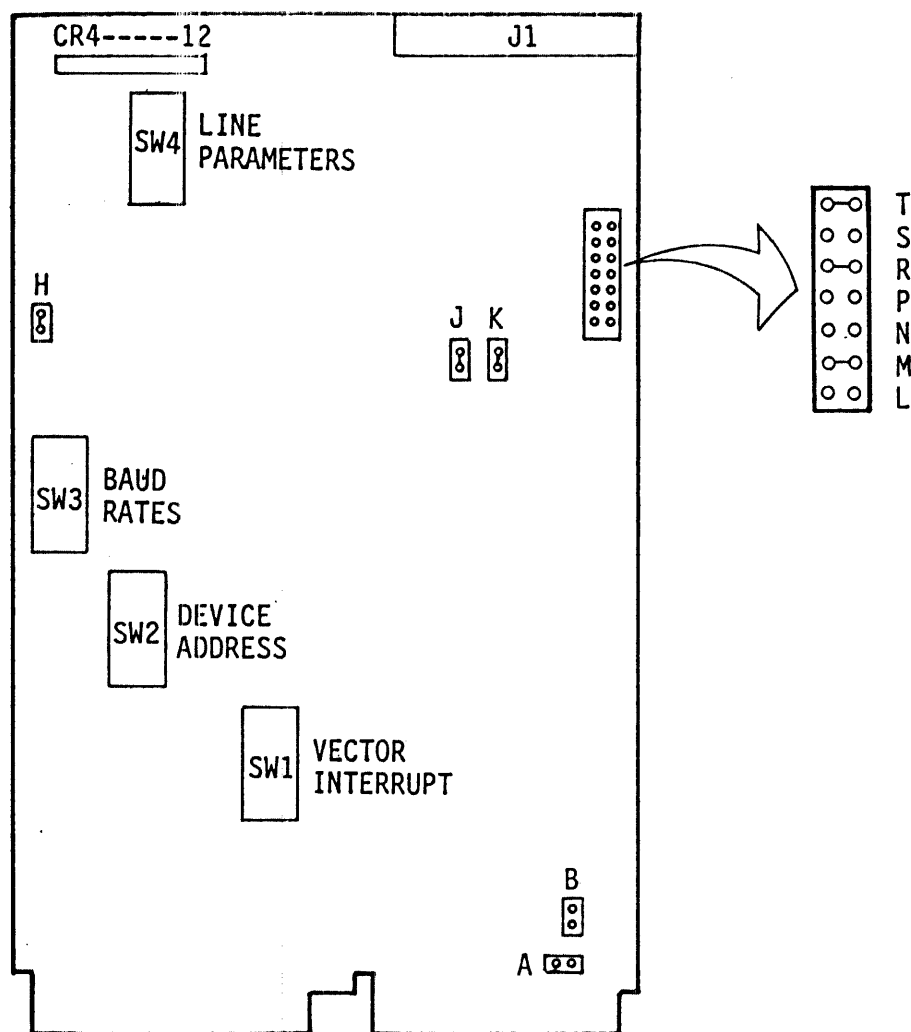 CR4-----12
J1
SW4
LINE
PARAMETERS
T
S
R
P
N
M
L
H
J K
SW3
BAUD
RATES
SW2
DEVICE
ADDRESS
SW1
VECTOR
INTERRUPT
B
A